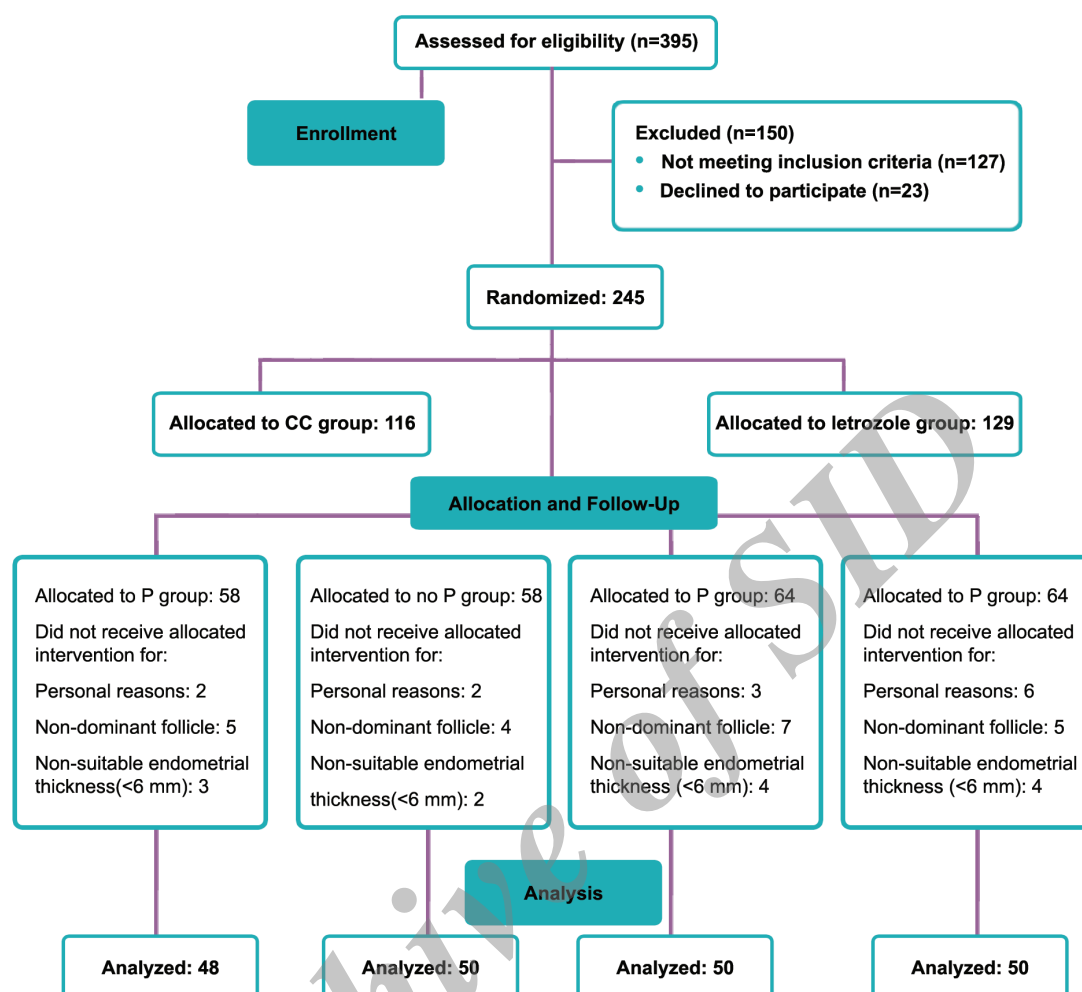 Assessed for eligibility (n=395)
Enrollment
Excluded (n=150)
• Not meeting inclusion criteria (n=127)
• Declined to participate (n=23)
Randomized: 245
Allocated to CC group: 116
Allocated to letrozole group: 129
Allocation and Follow-Up
Allocated to P group: 58
Did not receive allocated
intervention for:
Personal reasons: 2
Non-dominant follicle: 5
Non-suitable endometrial
thickness(<6 mm): 3
Allocated to no P group: 58
Did not receive allocated
intervention for:
Personal reasons: 2
Non-dominant follicle: 4
Non-suitable endometrial
thickness(<6 mm): 2
Allocated to P group: 64
Did not receive allocated
intervention for:
Personal reasons: 3
Non-dominant follicle: 7
Non-suitable endometrial
thickness (<6 mm): 4
Allocated to P group: 64
Did not receive allocated
intervention for:
Personal reasons: 6
Non-dominant follicle: 5
Non-suitable endometrial
thickness (<6 mm): 4
Analysis
Analyzed: 48
Analyzed: 50
Analyzed: 50
Analyzed: 50
hive of SID